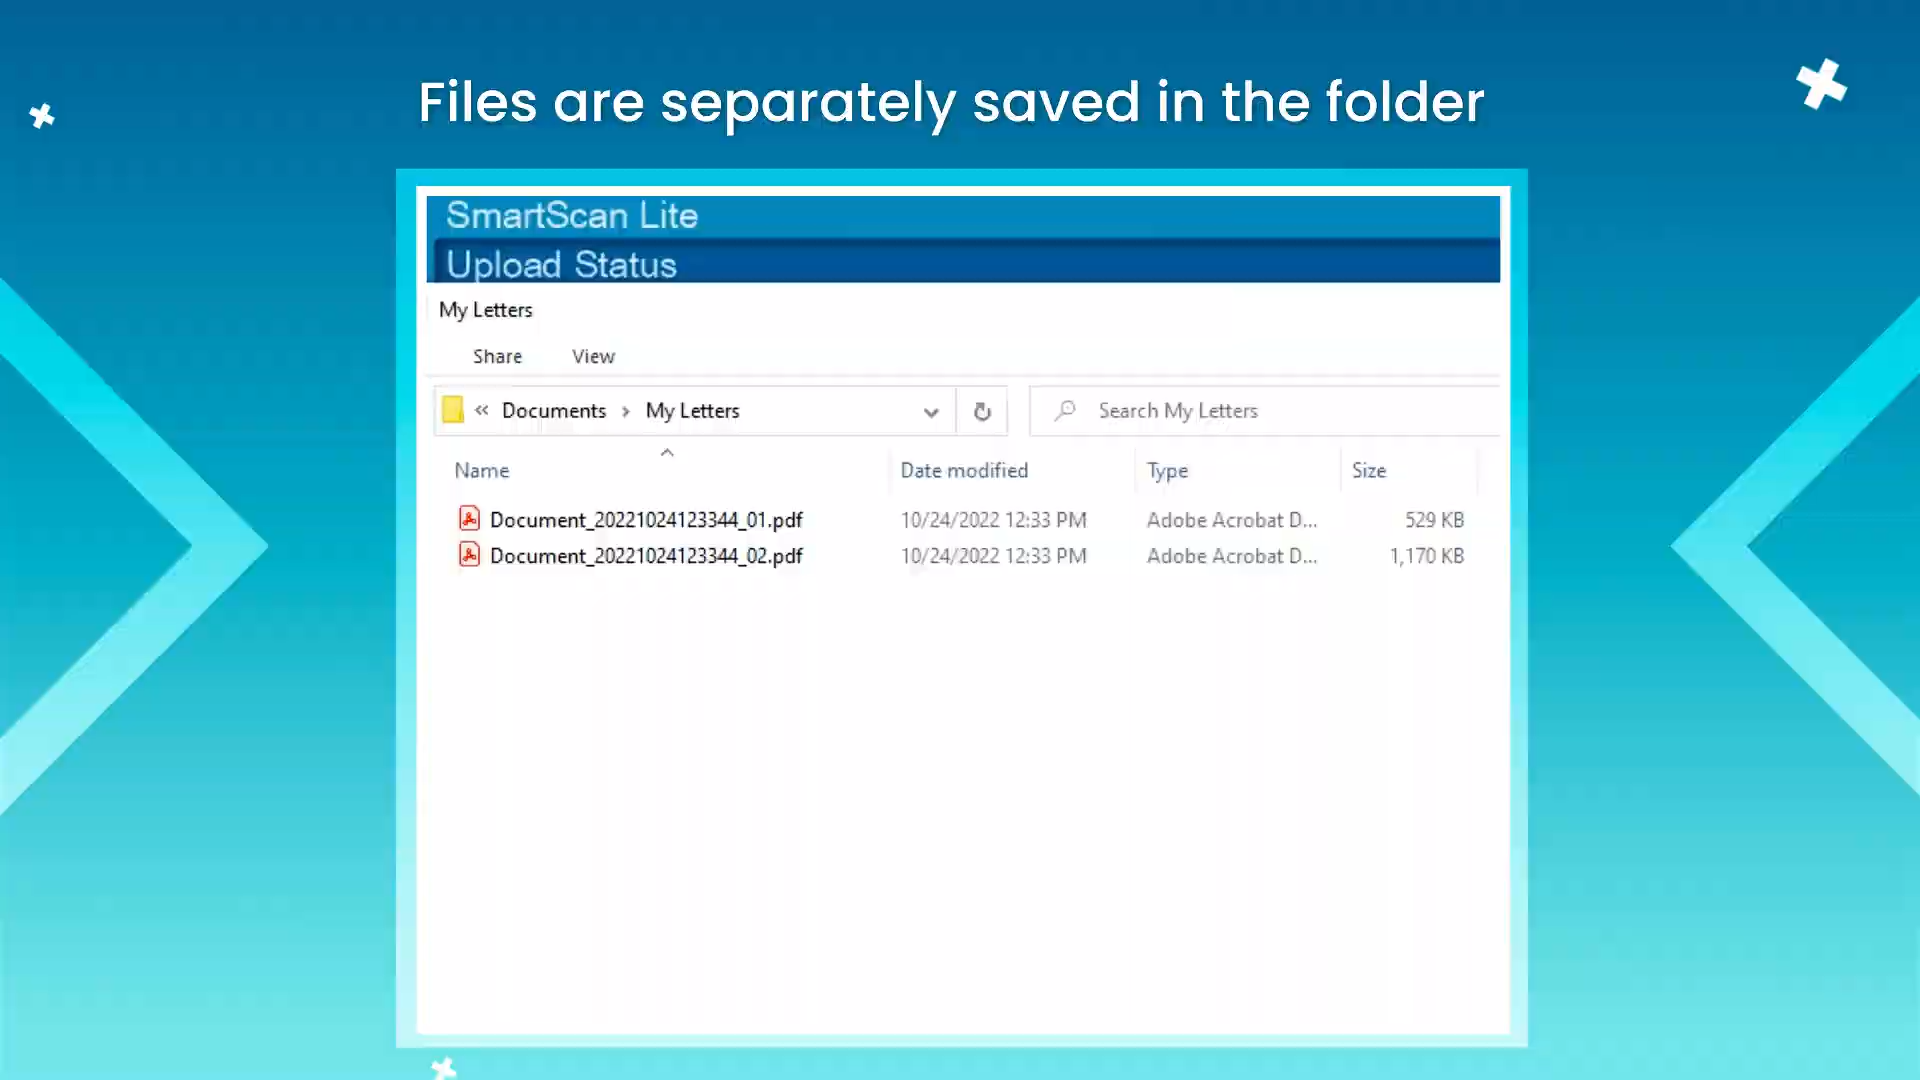 Files are separately saved in the folder
SmartScan Lite
Upload Status
My Letters
Share View
« Documents › My Letters Search My Letters
Name Date modified Type Size
Document_20221024123344_01.pdf 10/24/2022 12:33 PM Adobe Acrobat D... 529 KB
Document_20221024123344_02.pdf 10/24/2022 12:33 PM Adobe Acrobat D... 1,170 KB